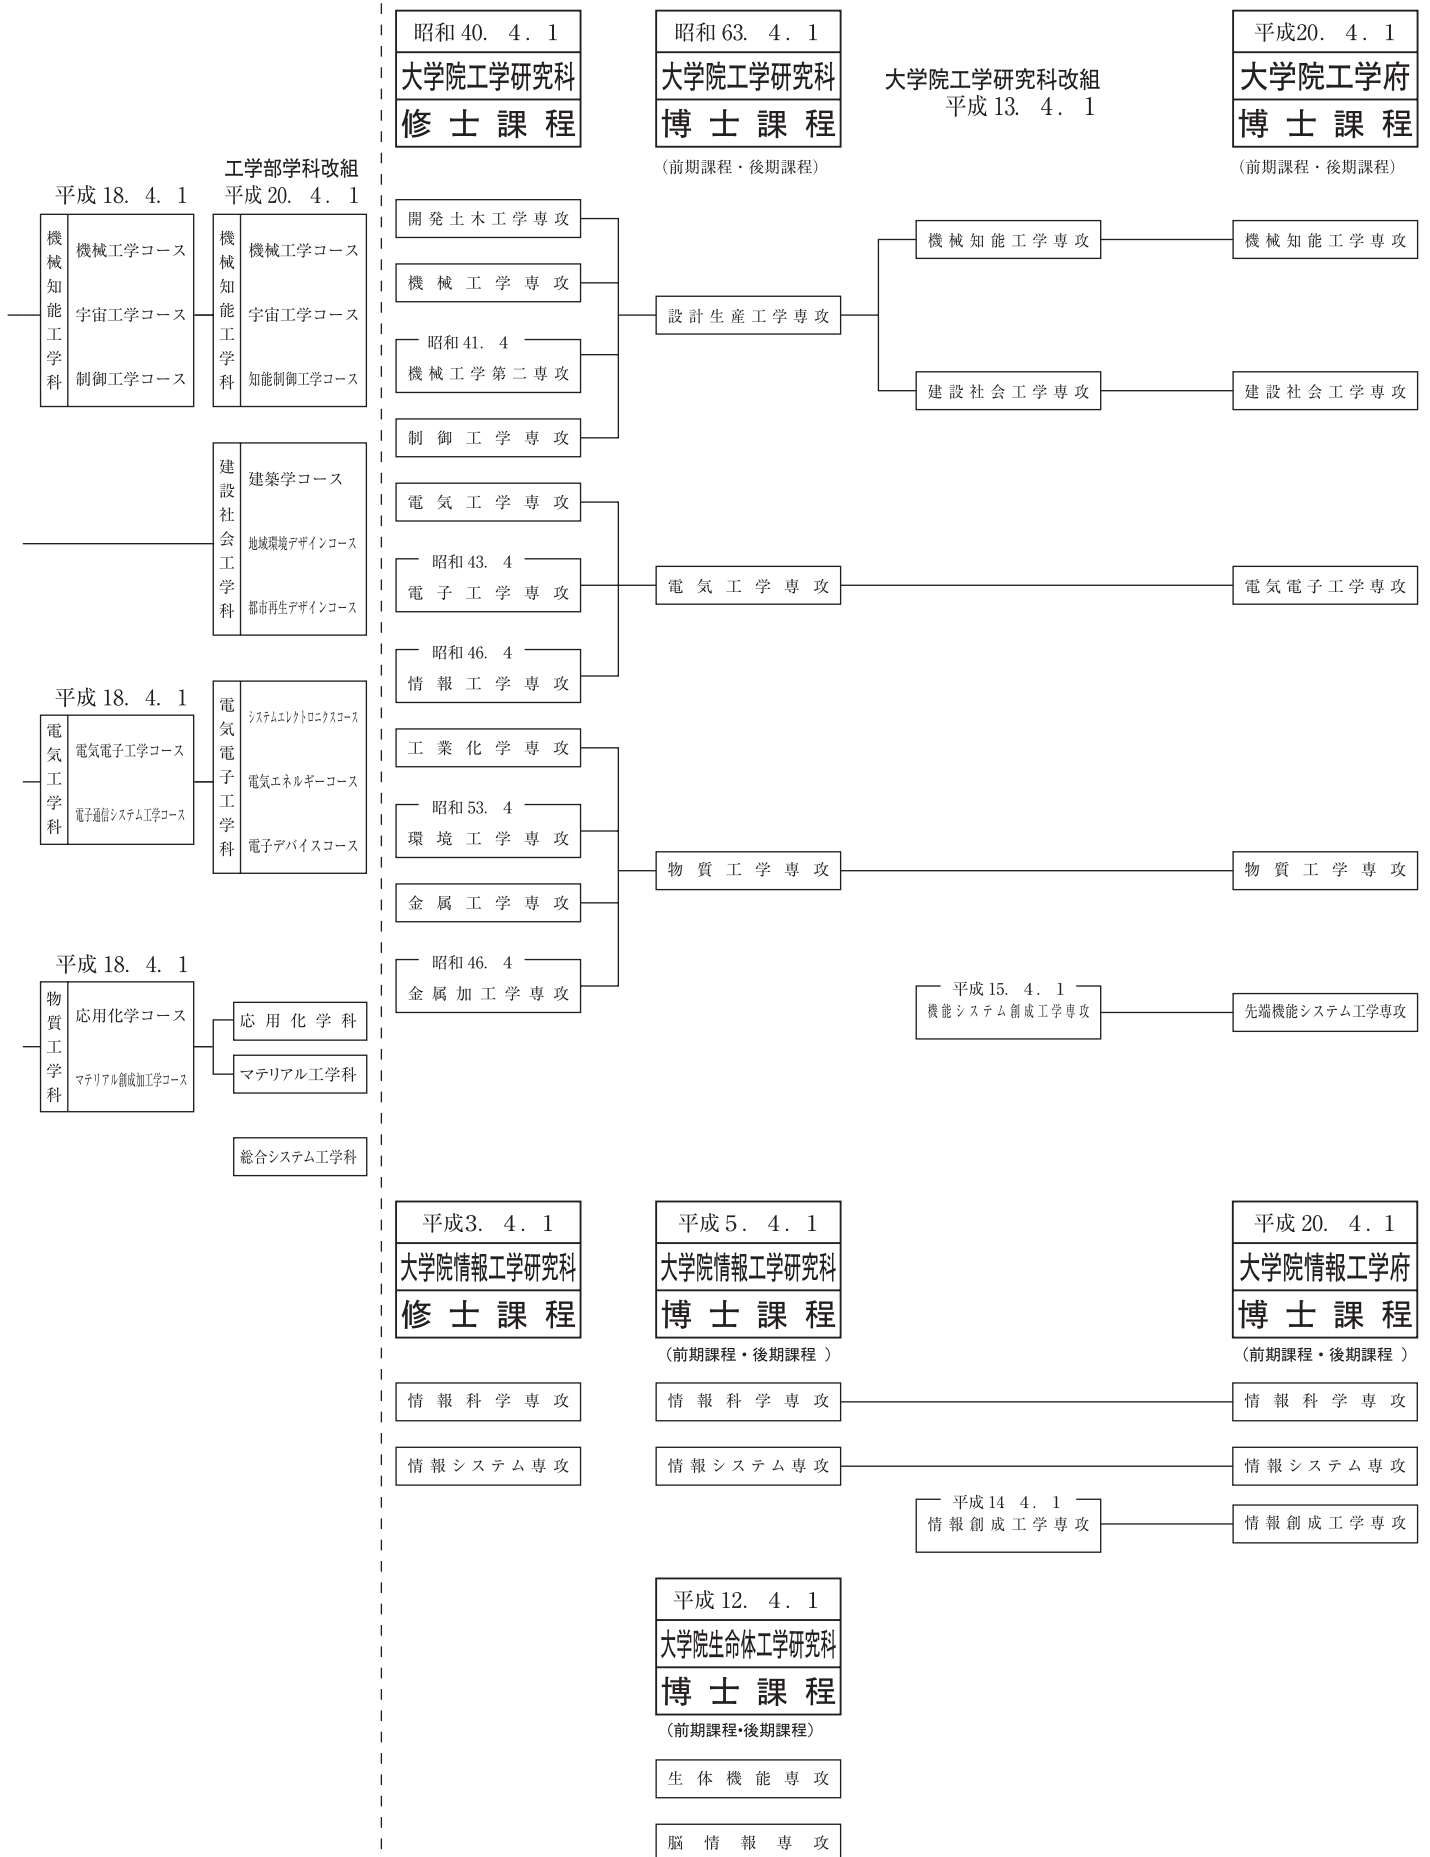 工学部学科改組
平成 18. 4. 1
平成 20. 4. 1
機械知能工学科
機械工学コース
宇宙工学コース
制御工学コース
機械知能工学科
機械工学コース
宇宙工学コース
知能制御工学コース
建設社会工学科
建築学コース
地域環境デザインコース
都市再生デザインコース
平成 18. 4. 1
電気工学科
電気電子工学コース
電子通信システム工学コース
電気電子工学科
システムエレクトロニクスコース
電気エネルギーコース
電子デバイスコース
平成 18. 4. 1
物質工学科
応用化学コース
マテリアル創成加工学コース
応用化学科
マテリアル工学科
総合システム工学科
昭和 40. 4. 1
大学院工学研究科
修士課程
開発土木工学専攻
機械工学専攻
昭和 41. 4
機械工学第二専攻
制御工学専攻
電気工学専攻
昭和 43. 4
電子工学専攻
昭和 46. 4
情報工学専攻
工業化学専攻
昭和 53. 4
環境工学専攻
金属工学専攻
昭和 46. 4
金属加工学専攻
昭和 63. 4. 1
大学院工学研究科
博士課程
(前期課程・後期課程)
設計生産工学専攻
電気工学専攻
物質工学専攻
大学院工学研究科改組
平成 13. 4. 1
機械知能工学専攻
建設社会工学専攻
平成 15. 4. 1
機能システム創成工学専攻
平成20. 4. 1
大学院工学府
博士課程
(前期課程・後期課程)
機械知能工学専攻
建設社会工学専攻
電気電子工学専攻
物質工学専攻
先端機能システム工学専攻
平成3. 4. 1
大学院情報工学研究科
修士課程
情報科学専攻
情報システム専攻
平成 5. 4. 1
大学院情報工学研究科
博士課程
(前期課程・後期課程)
情報科学専攻
情報システム専攻
平成 14 4. 1
情報創成工学専攻
平成 20. 4. 1
大学院情報工学府
博士課程
(前期課程・後期課程)
情報科学専攻
情報システム専攻
情報創成工学専攻
平成 12. 4. 1
大学院生命体工学研究科
博士課程
(前期課程・後期課程)
生体機能専攻
脳情報専攻